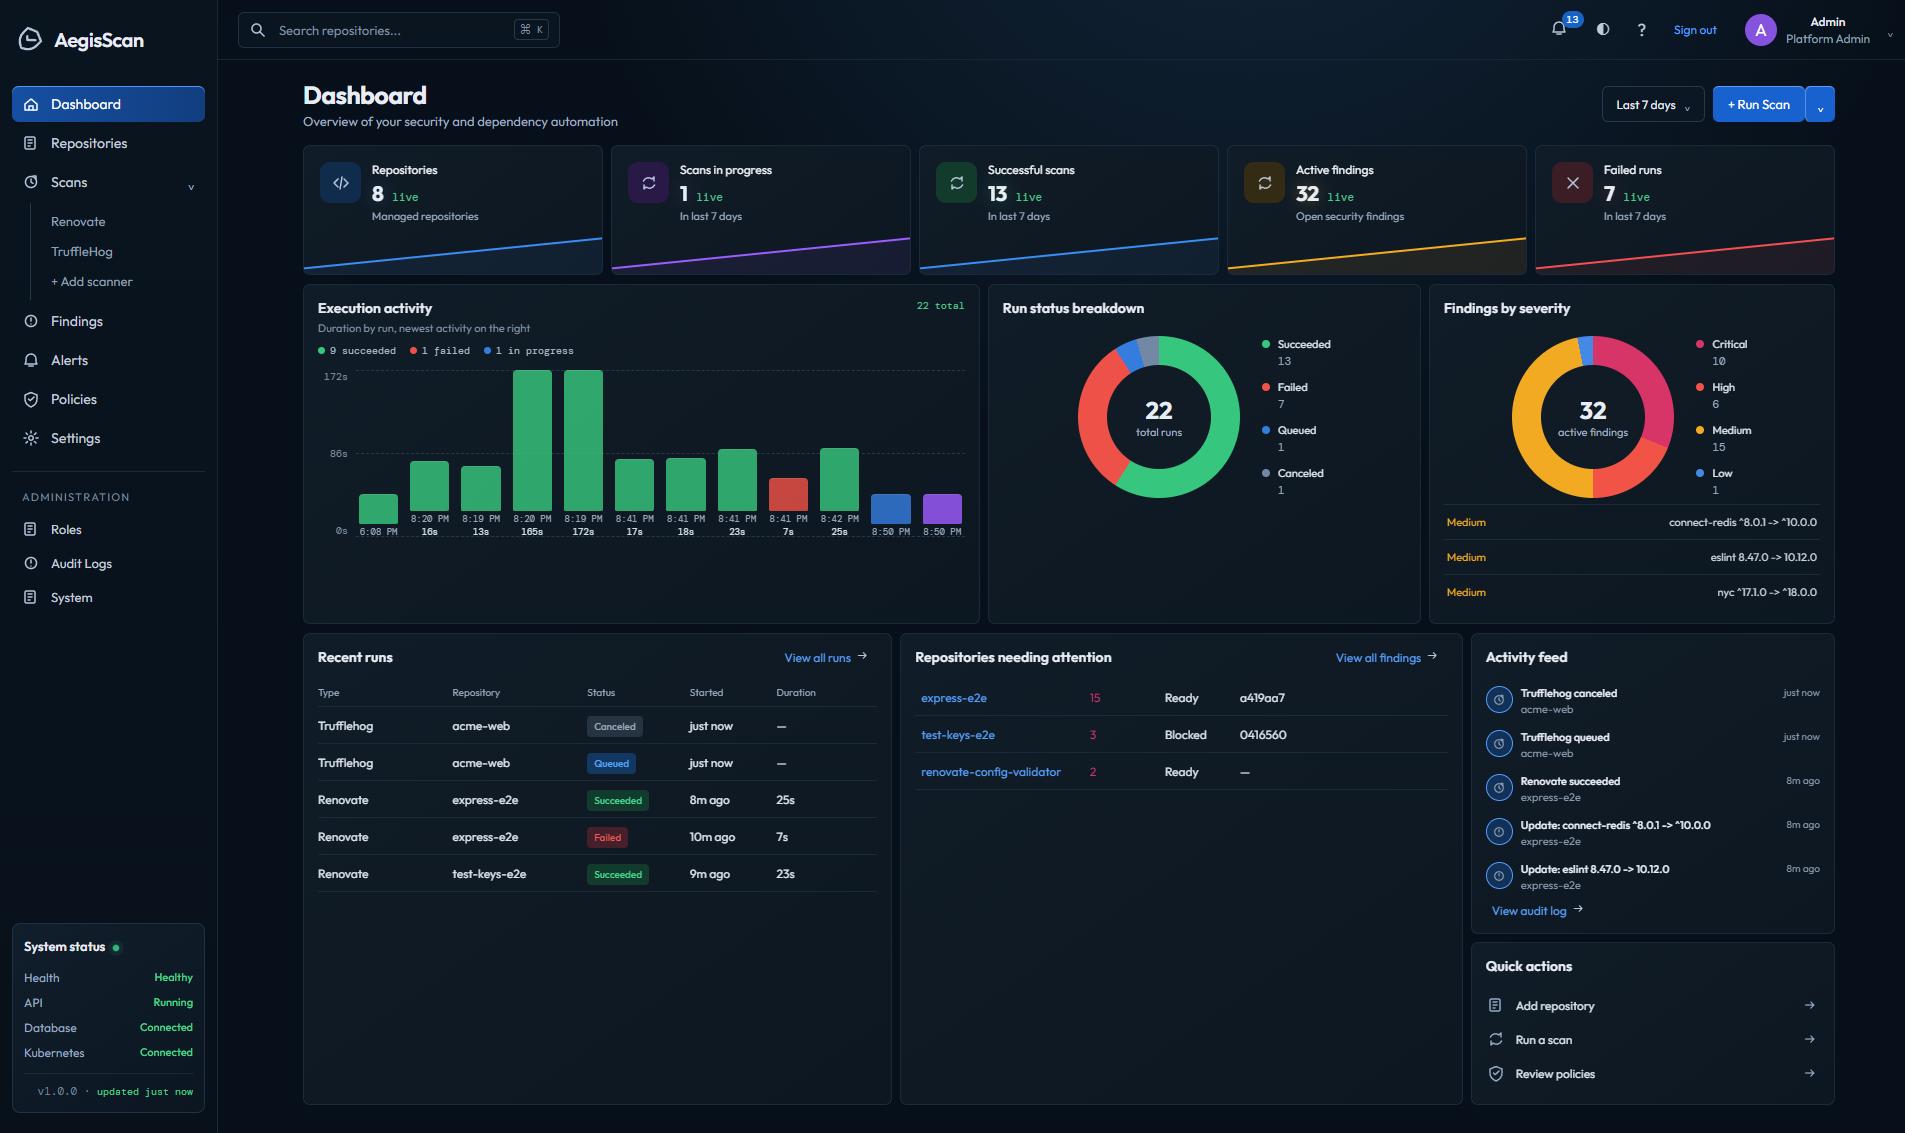 AegisScan
Search repositories...
⌘ K
13
?
Sign out
A
Admin
Platform Admin
Dashboard
Repositories
Scans
Renovate
TruffleHog
+ Add scanner
Findings
Alerts
Policies
Settings
ADMINISTRATION
Roles
Audit Logs
System
System status
Health Healthy
API Running
Database Connected
Kubernetes Connected
v1.0.0 · updated just now
Dashboard
Overview of your security and dependency automation
Last 7 days
+ Run Scan
Repositories
8 live
Managed repositories
Scans in progress
1 live
In last 7 days
Successful scans
13 live
In last 7 days
Active findings
32 live
Open security findings
Failed runs
7 live
In last 7 days
Execution activity
22 total
Duration by run, newest activity on the right
9 succeeded 1 failed 1 in progress
172s
86s
0s
6:08 PM
8:20 PM
16s
8:19 PM
13s
8:20 PM
165s
8:19 PM
172s
8:41 PM
17s
8:41 PM
18s
8:41 PM
23s
8:41 PM
7s
8:42 PM
25s
8:50 PM
8:50 PM
Run status breakdown
22
total runs
Succeeded
13
Failed
7
Queued
1
Canceled
1
Findings by severity
32
active findings
Critical
10
High
6
Medium
15
Low
1
Medium connect-redis ^8.0.1 -> ^10.0.0
Medium eslint 8.47.0 -> 10.12.0
Medium nyc ^17.1.0 -> ^18.0.0
Recent runs
View all runs →
Type Repository Status Started Duration
Trufflehog acme-web Canceled just now —
Trufflehog acme-web Queued just now —
Renovate express-e2e Succeeded 8m ago 25s
Renovate express-e2e Failed 10m ago 7s
Renovate test-keys-e2e Succeeded 9m ago 23s
Repositories needing attention
View all findings →
express-e2e 15 Ready a419aa7
test-keys-e2e 3 Blocked 0416560
renovate-config-validator 2 Ready —
Activity feed
Trufflehog canceled just now
acme-web
Trufflehog queued just now
acme-web
Renovate succeeded 8m ago
express-e2e
Update: connect-redis ^8.0.1 -> ^10.0.0 8m ago
express-e2e
Update: eslint 8.47.0 -> 10.12.0 8m ago
express-e2e
View audit log →
Quick actions
Add repository →
Run a scan →
Review policies →